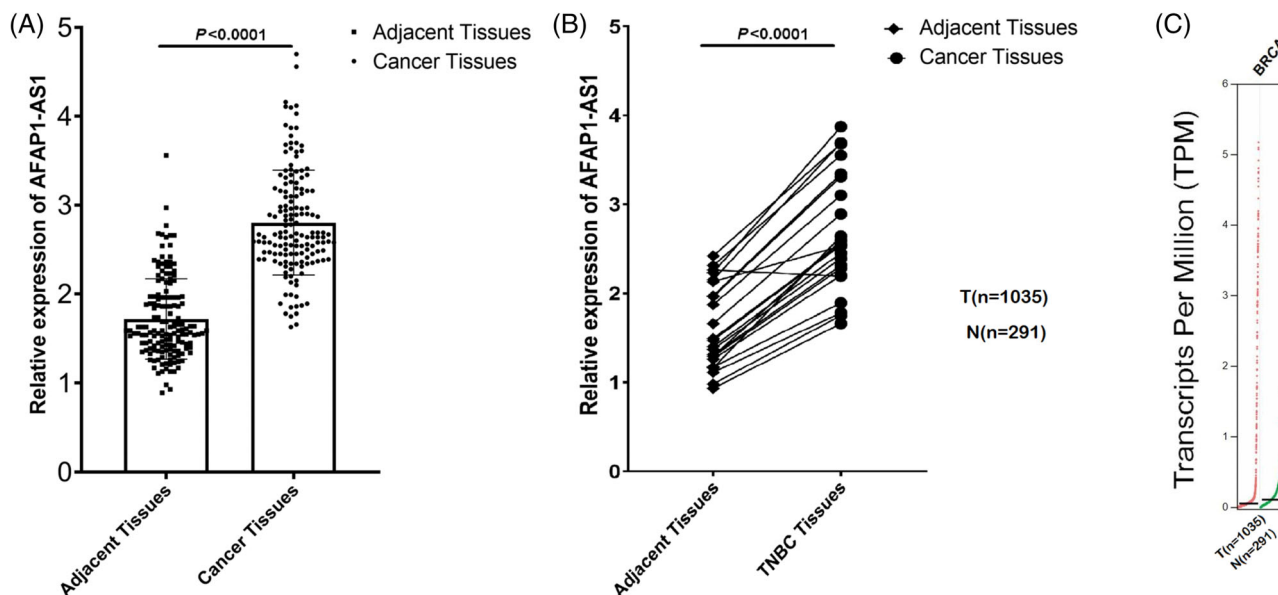 (A)
Relative expression of AFAP1-AS1
5
4
3
2
1
0
P<0.0001
Adjacent Tissues
Cancer Tissues
Adjacent Tissues
Cancer Tissues
(B)
Relative expression of AFAP1-AS1
5
4
3
2
1
0
P<0.0001
Adjacent Tissues
Cancer Tissues
Adjacent Tissues
TNBC Tissues
T(n=1035)
N(n=291)
(C)
BRCA
Transcripts Per Million (TPM)
6
5
4
3
2
1
0
T(n=1035)
N(n=291)